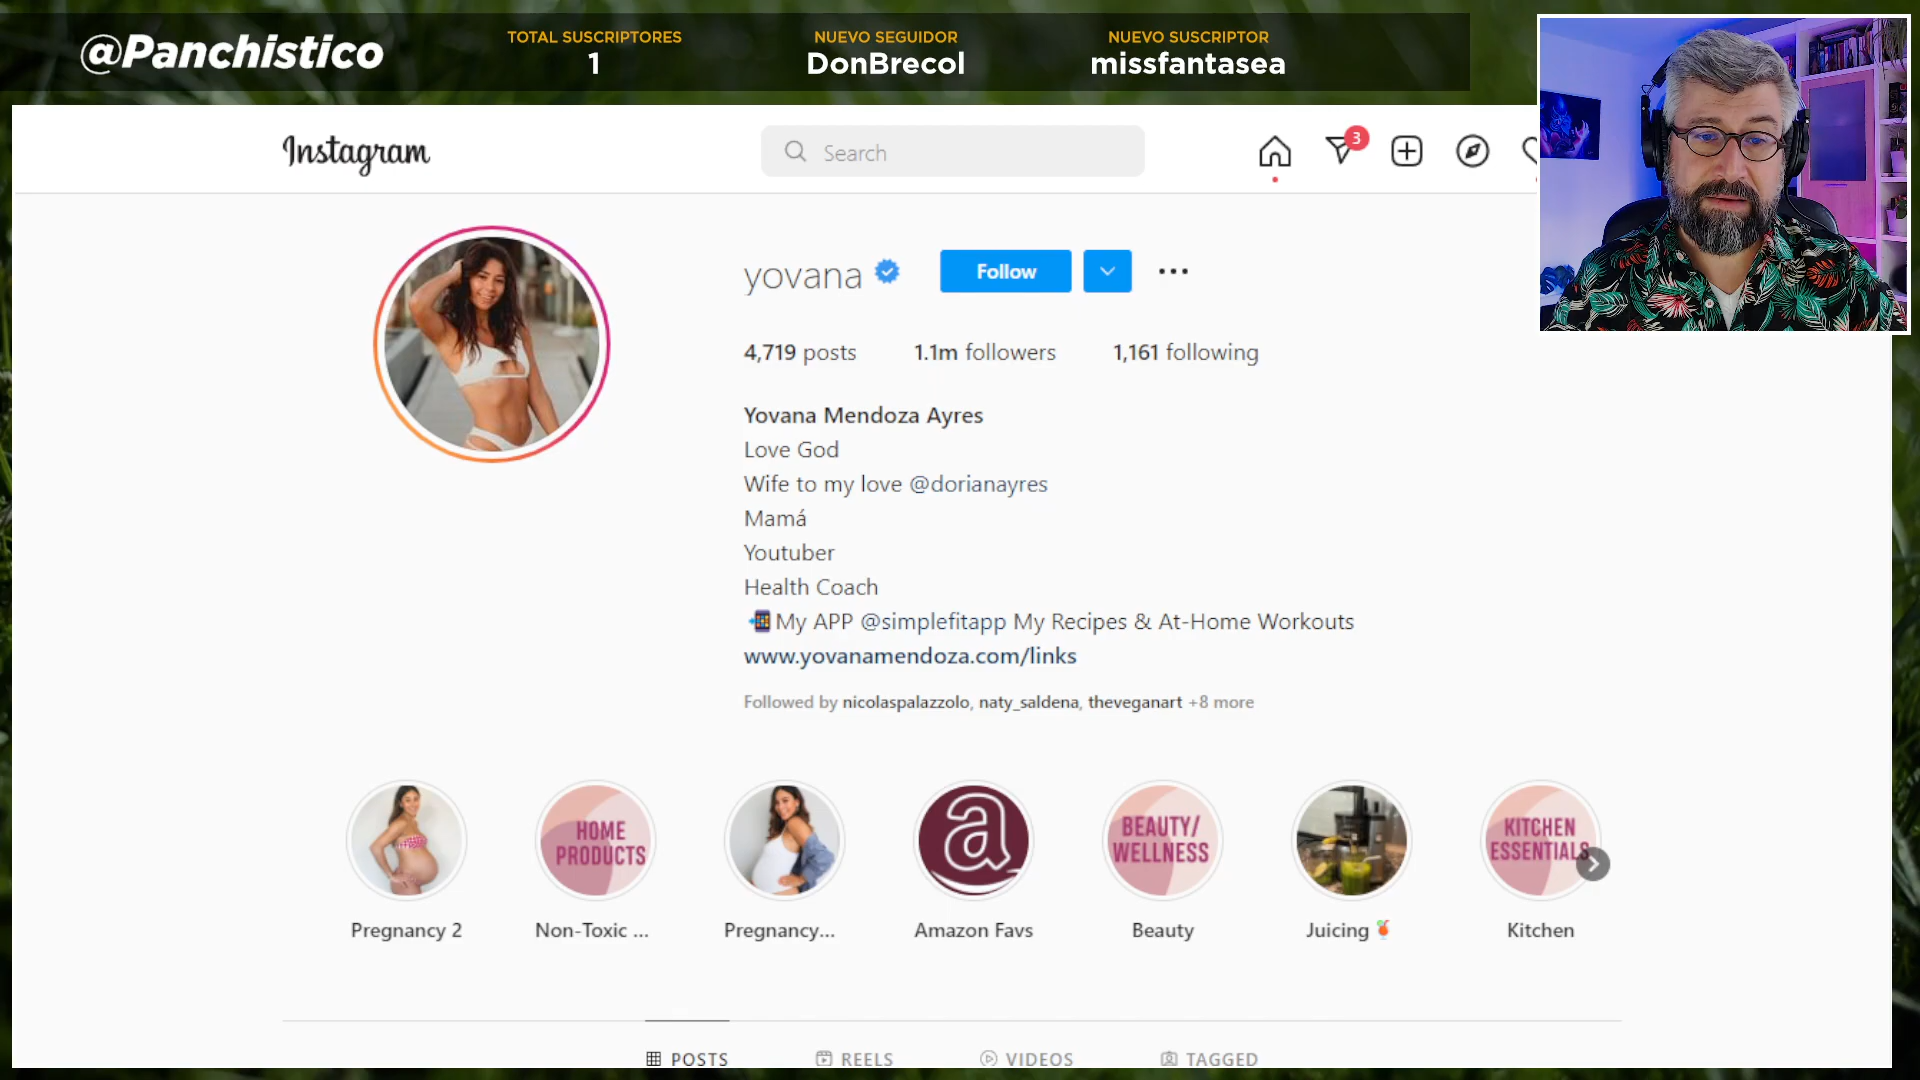 @Panchistico
TOTAL SUSCRIPTORES
1
NUEVO SEGUIDOR
DonBrecol
NUEVO SUSCRIPTOR
missfantasea
Instagram
Search
3
yovana
Follow
4,719 posts
1.1m followers
1,161 following
Yovana Mendoza Ayres
Love God
Wife to my love @dorianayres
Mamá
Youtuber
Health Coach
My APP @simplefitapp My Recipes & At-Home Workouts
www.yovanamendoza.com/links
Followed by nicolaspalazzolo, naty_saldena, theveganart +8 more
HOME
PRODUCTS
a
BEAUTY/
WELLNESS
KITCHEN
ESSENTIALS
Pregnancy 2
Non-Toxic ...
Pregnancy...
Amazon Favs
Beauty
Juicing
Kitchen
POSTS
REELS
VIDEOS
TAGGED